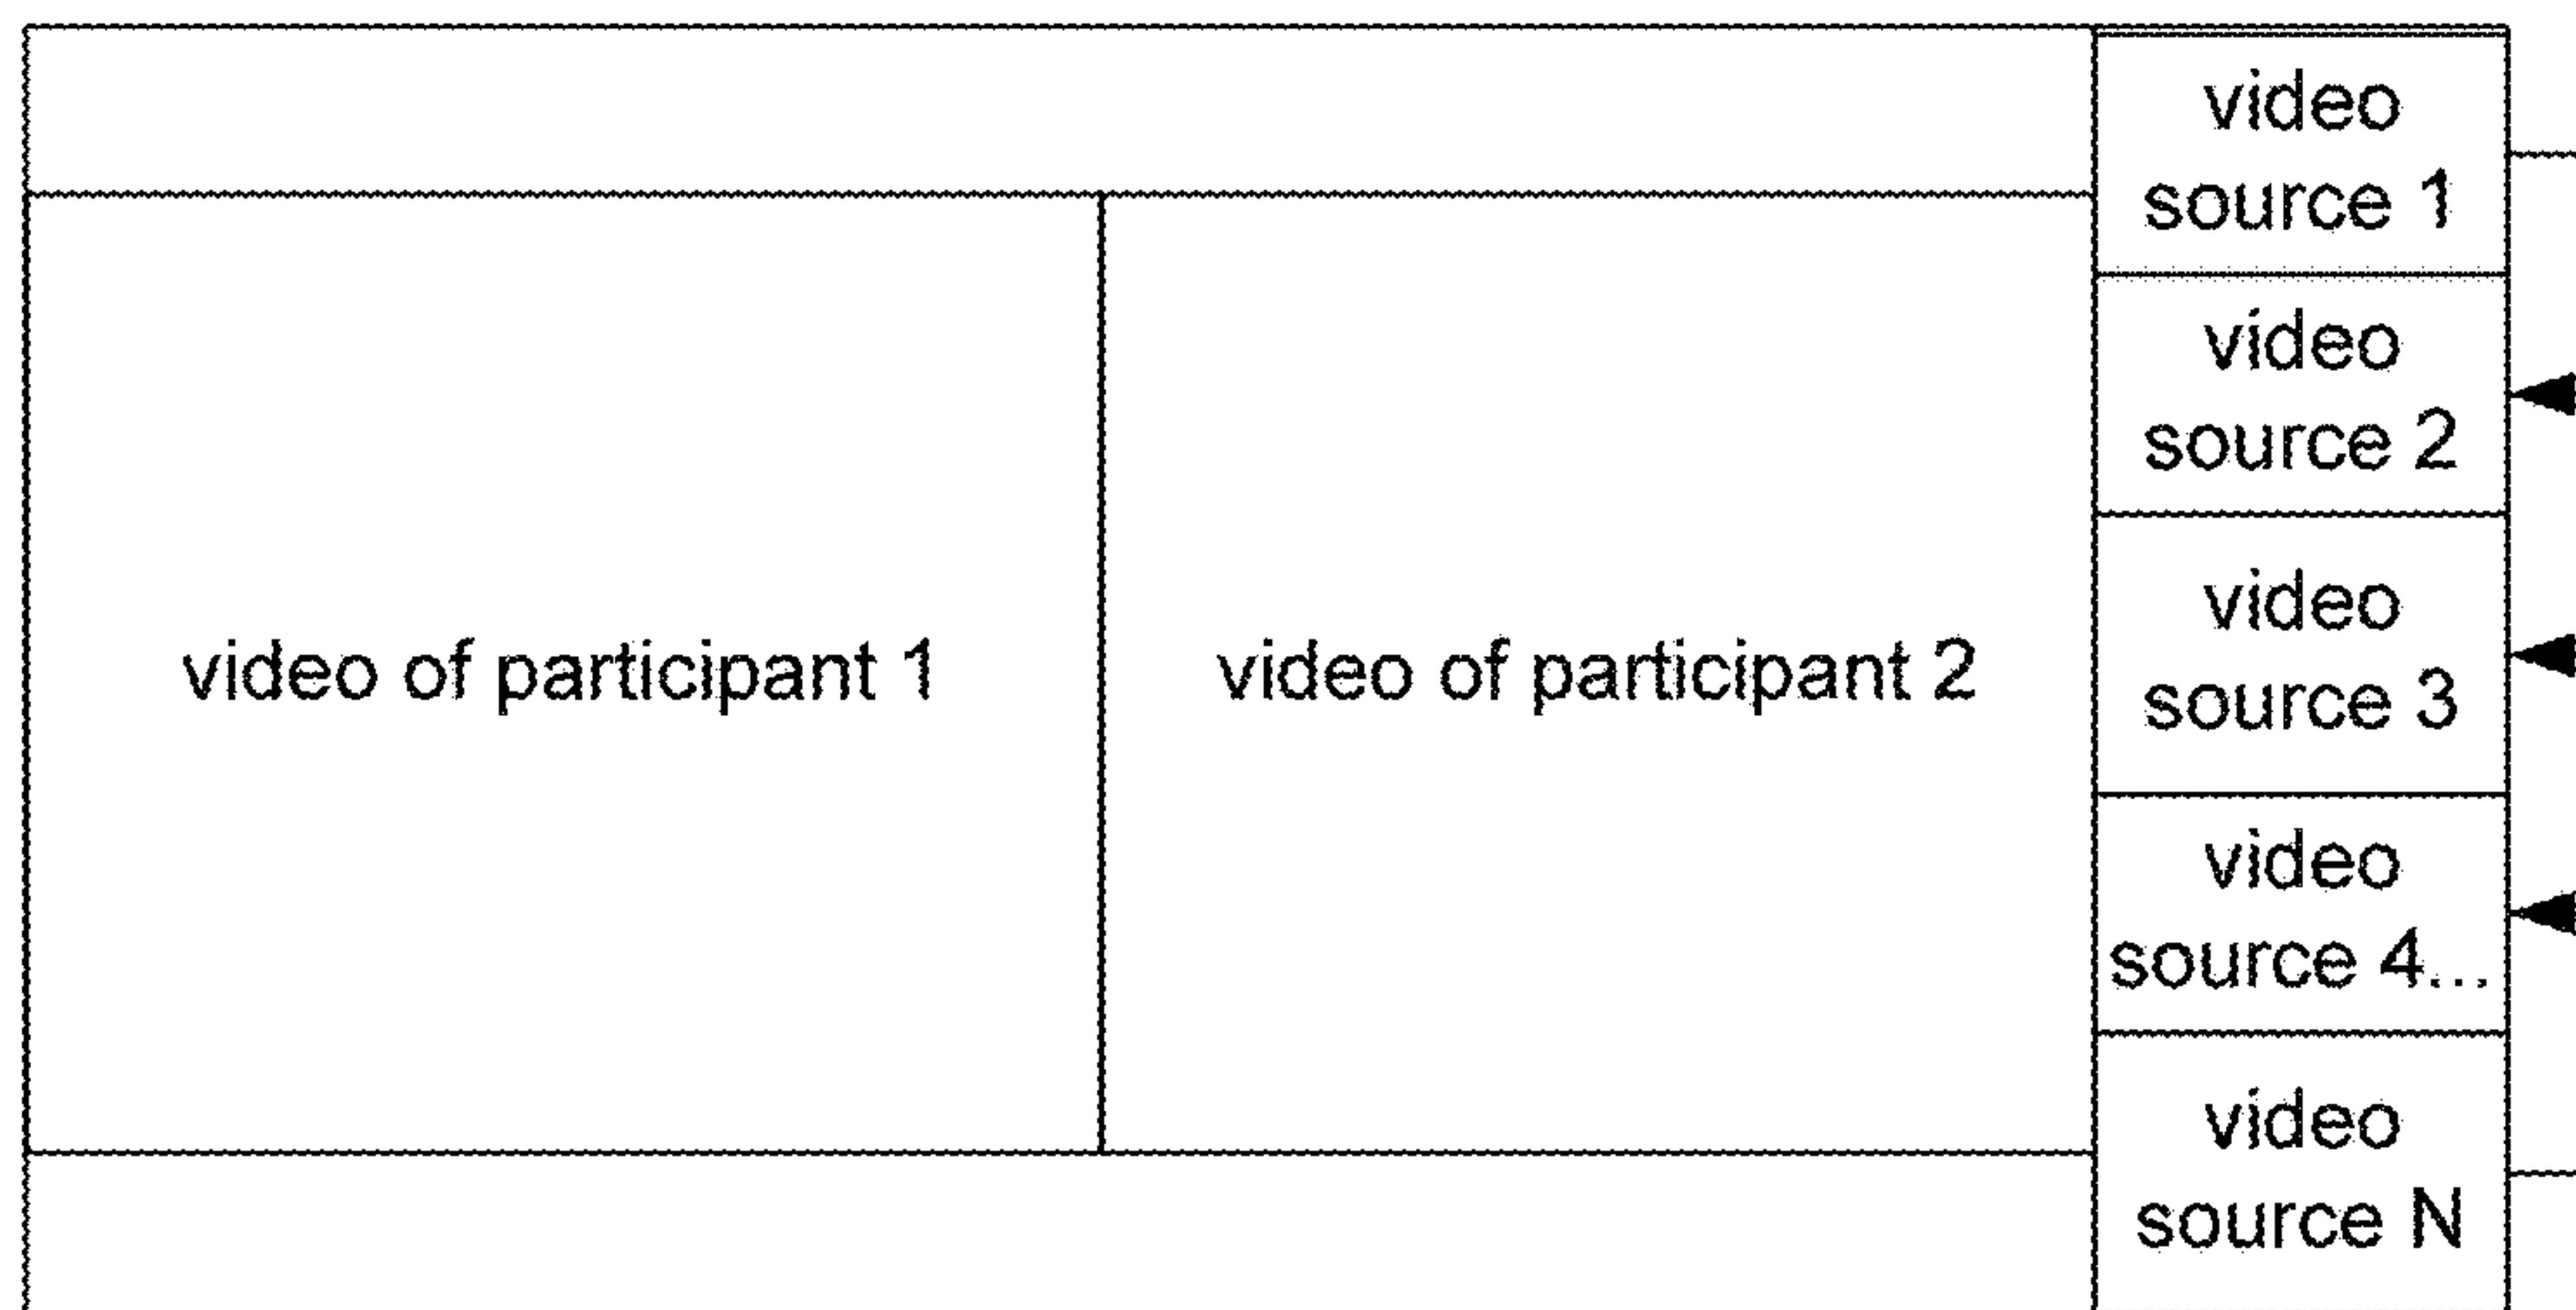 video of participant 1
video of participant 2
video
source 1
video
source 2
video
source 3
video
source 4...
video
source N